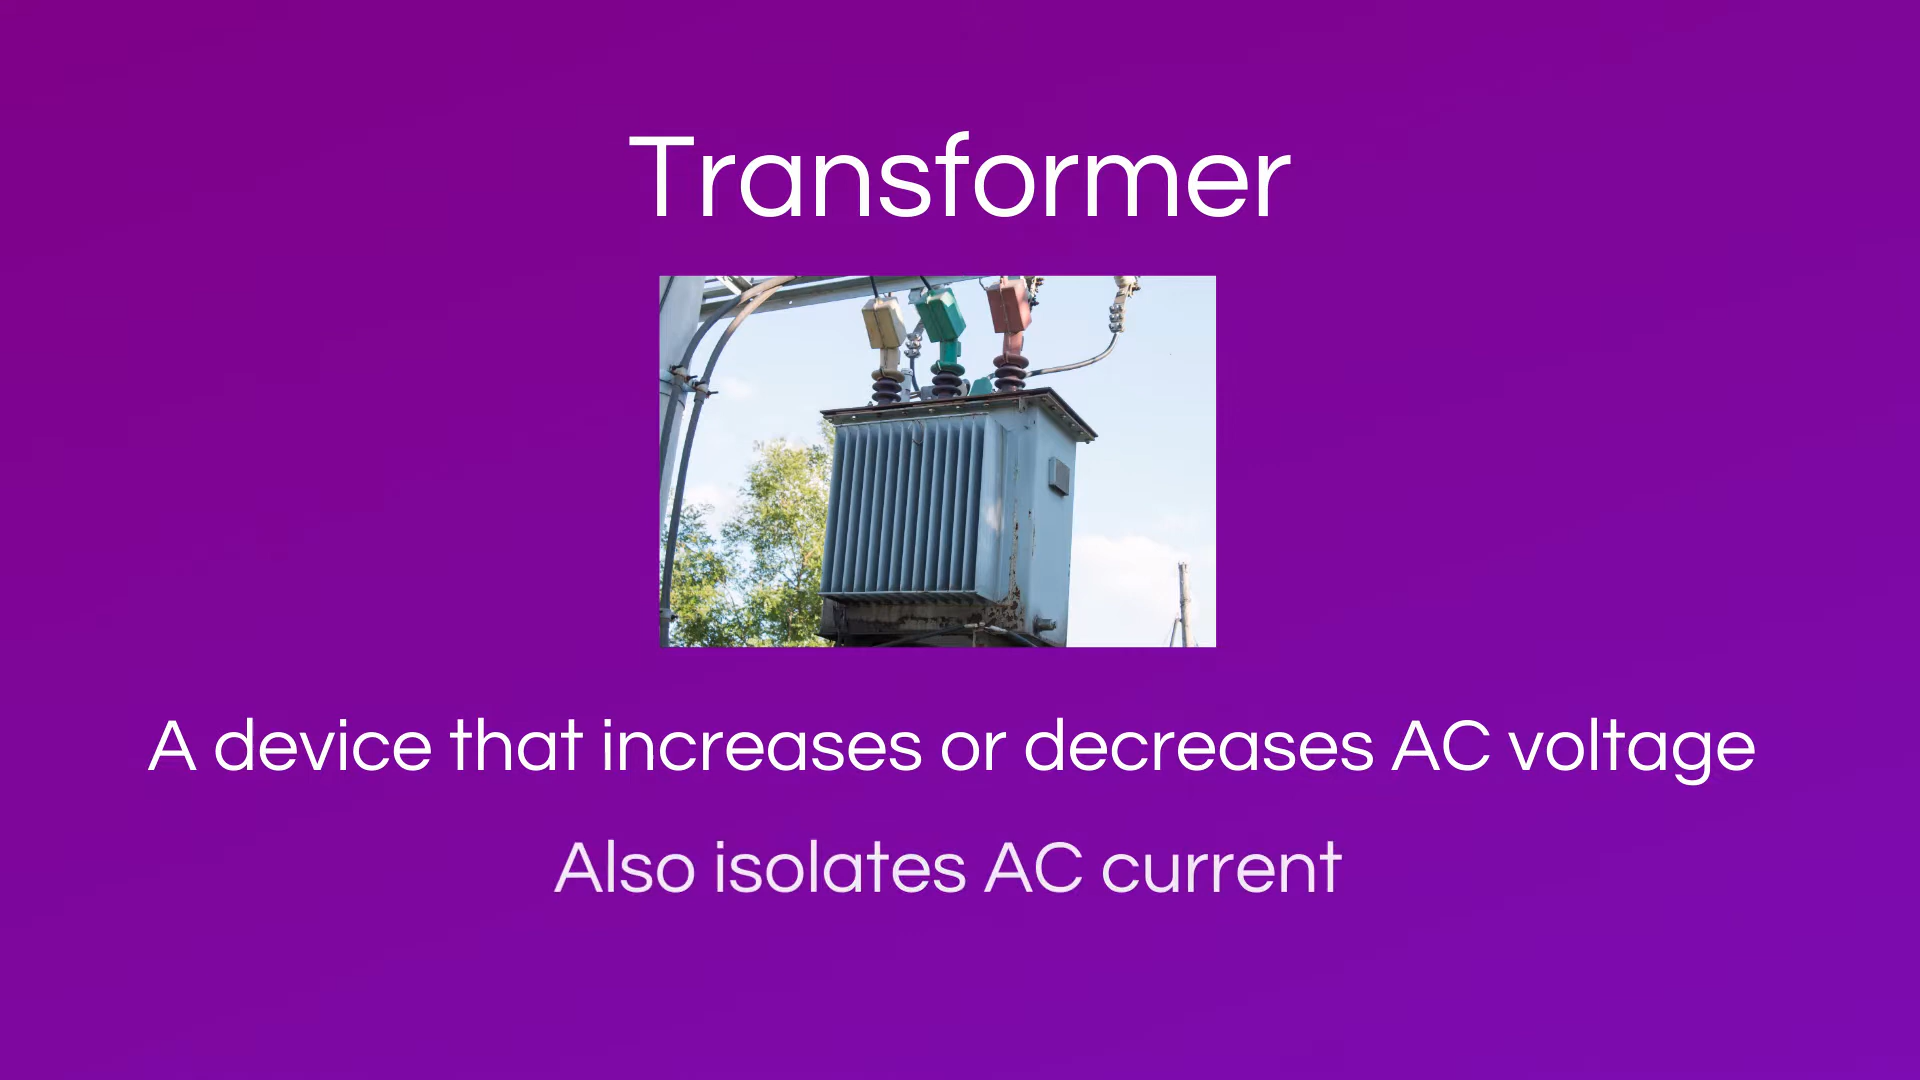 Transformer
A device that increases or decreases AC voltage
Also isolates AC current